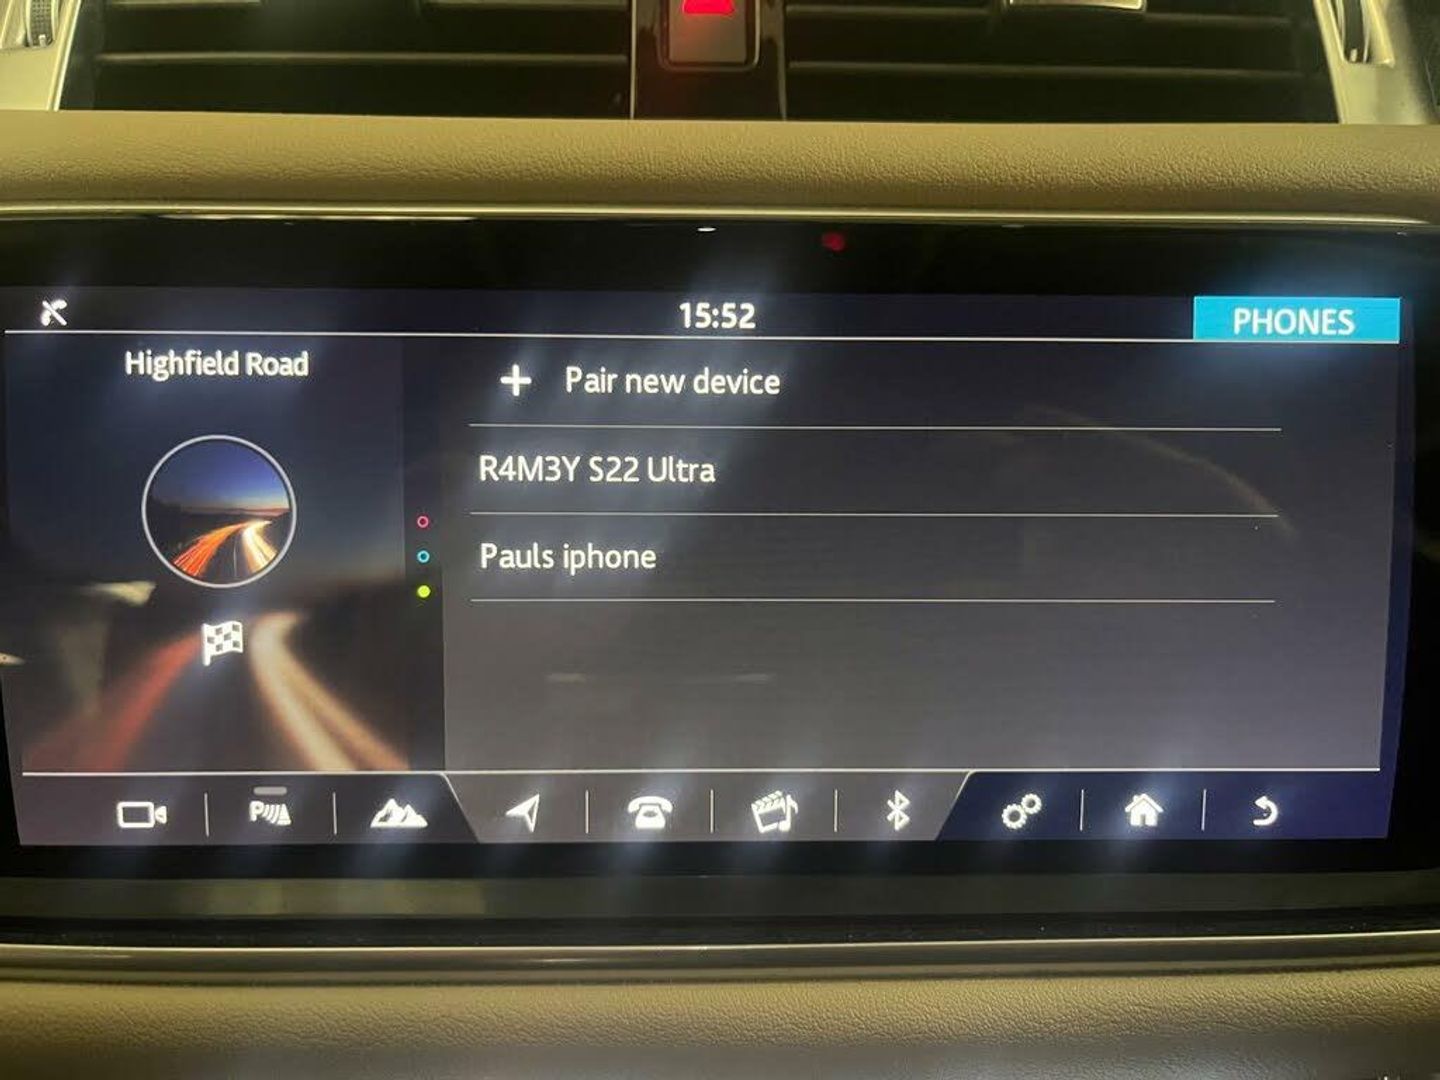 15:52
PHONES
Highfield Road
Pair new device
R4M3Y S22 Ultra
Pauls iphone
P